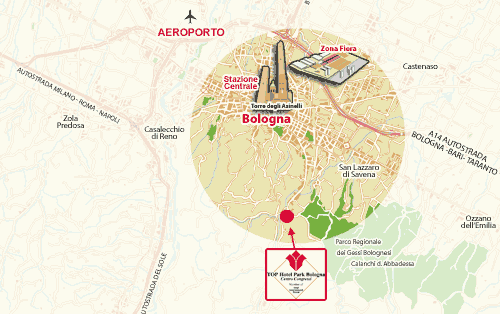 AEROPORTO
Zona Fiera
Castenaso
Stazione
Centrale
AUTOSTRADA MILANO - ROMA - NAPOLI
Torre degli Asinelli
Bologna
Zola
Predosa
Casalecchio
di Reno
A14 AUTOSTRADA
BOLOGNA - BARI - TARANTO
San Lazzaro
di Savena
Ozzano
dell'Emilia
Parco Regionale
dei Gessi Bolognesi
Calanchi d. Abbadessa
AUTOSTRADA DEL SOLE
TOP Hotel Park Bologna
Centro Congressi